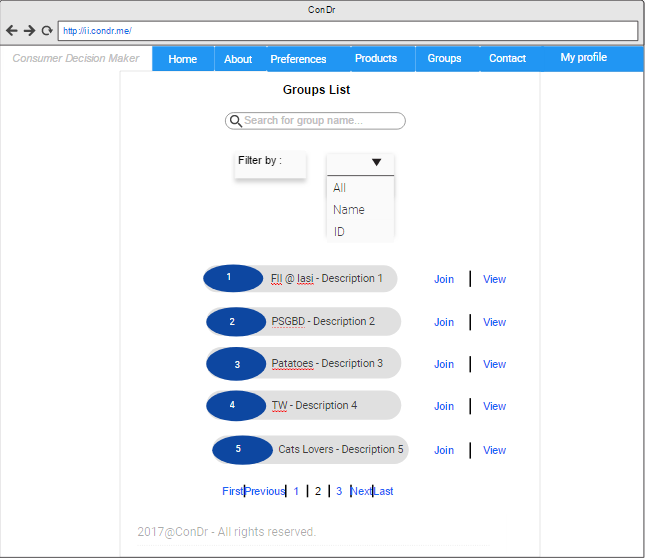 ConDr
http://ii.condr.me/
Consumer Decision Maker Home About Preferences Products Groups Contact My profile
Groups List
Search for group name...
Filter by :
All
Name
ID
1 FII @ Iasi - Description 1 Join | View
2 PSGBD - Description 2 Join | View
3 Patatoes - Description 3 Join | View
4 TW - Description 4 Join | View
5 Cats Lovers - Description 5 Join | View
First|Previous| 1 | 2 | 3 |Next|Last
2017@ConDr - All rights reserved.